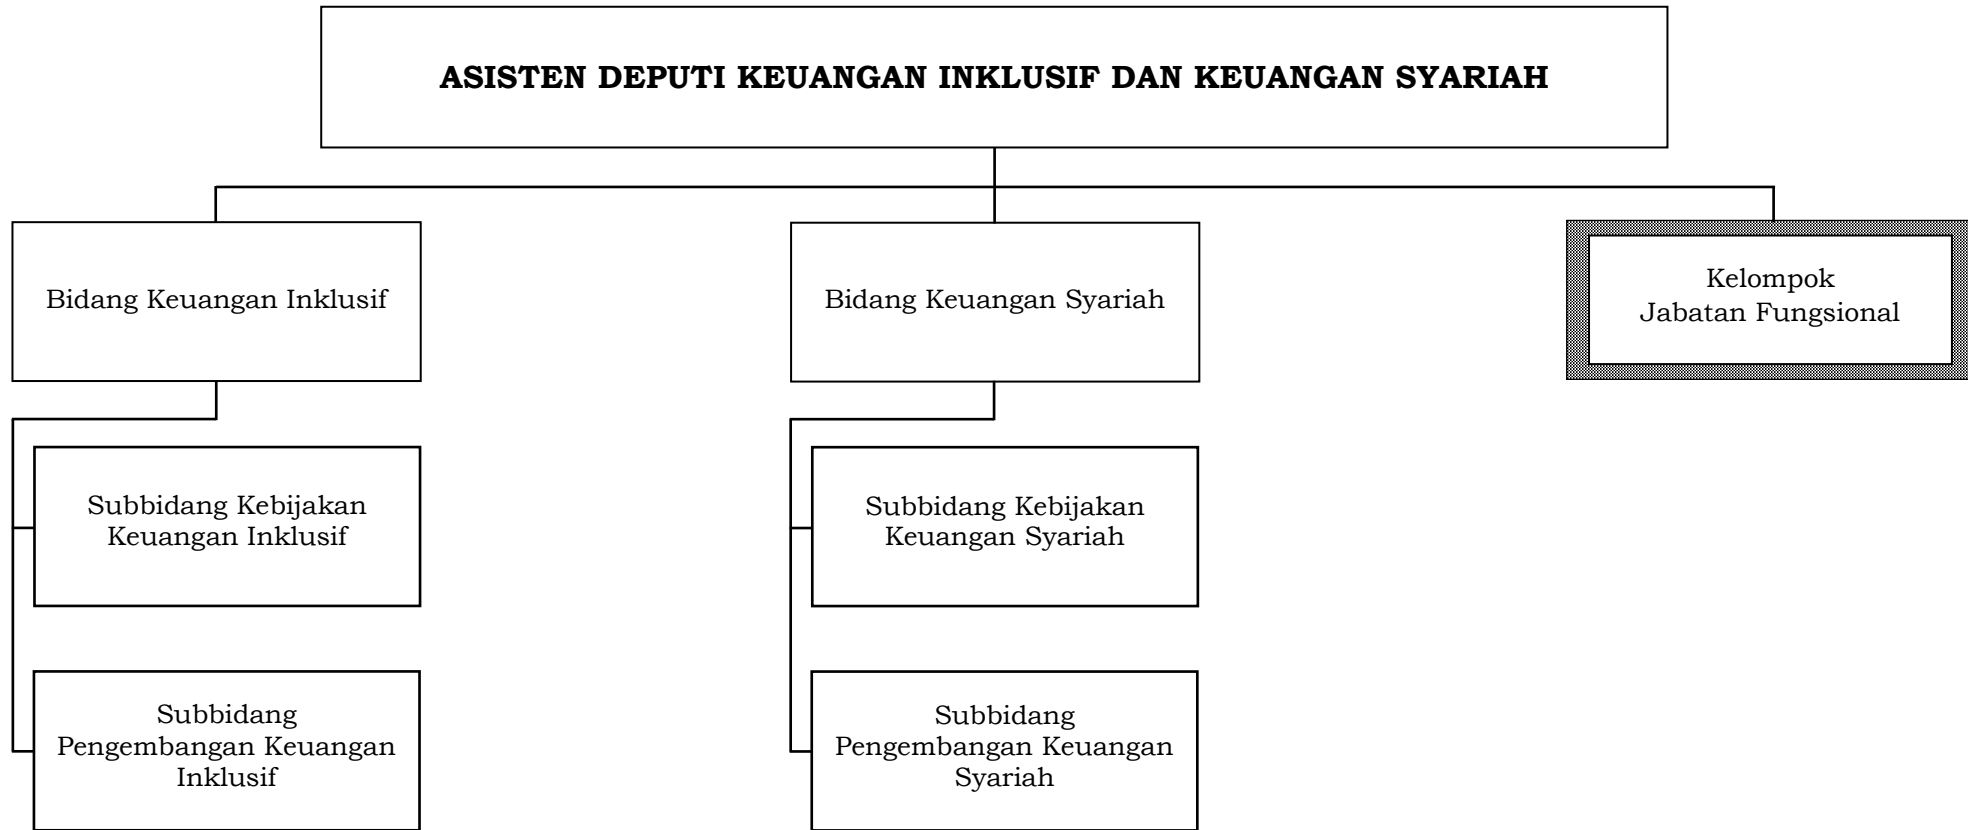 ASISTEN DEPUTI KEUANGAN INKLUSIF DAN KEUANGAN SYARIAH
Bidang Keuangan Inklusif
Bidang Keuangan Syariah
Kelompok
Jabatan Fungsional
Subbidang Kebijakan
Keuangan Inklusif
Subbidang Kebijakan
Keuangan Syariah
Subbidang
Pengembangan Keuangan
Inklusif
Subbidang
Pengembangan Keuangan
Syariah